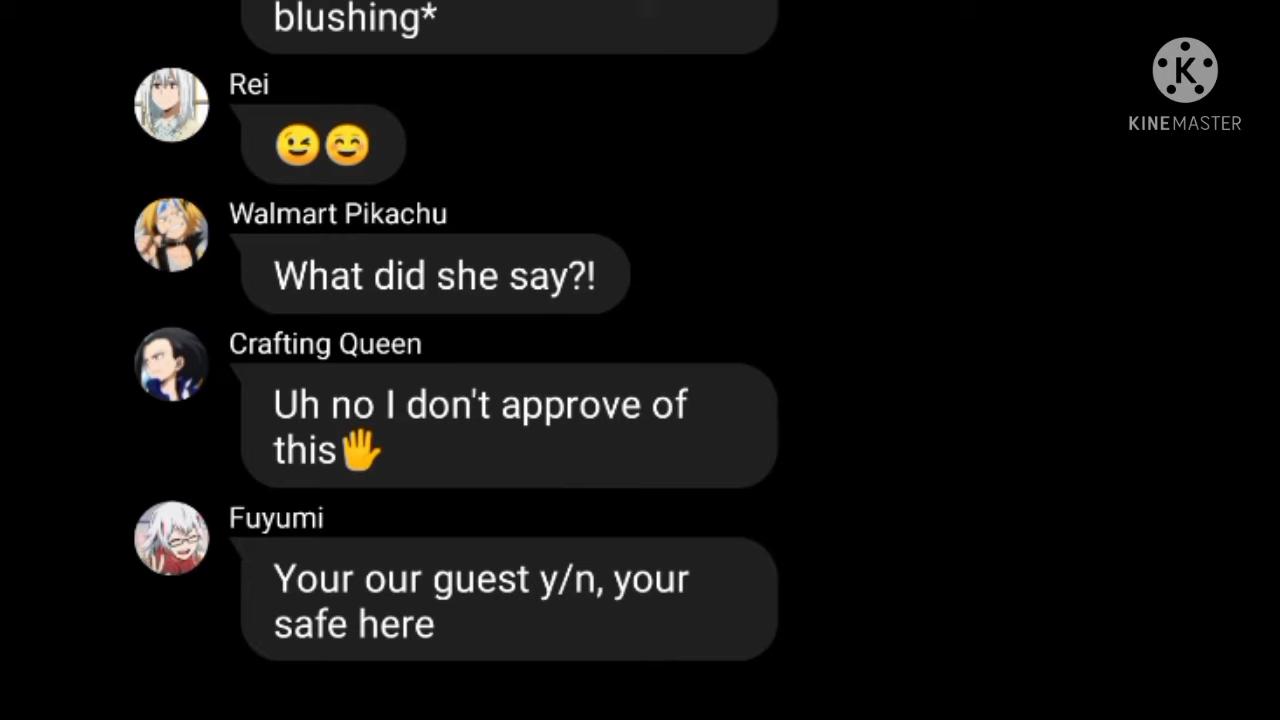 blushing*
Rei
😉😊
Walmart Pikachu
What did she say?!
Crafting Queen
Uh no I don't approve of
this🖐
Fuyumi
Your our guest y/n, your
safe here
K
KINEMASTER